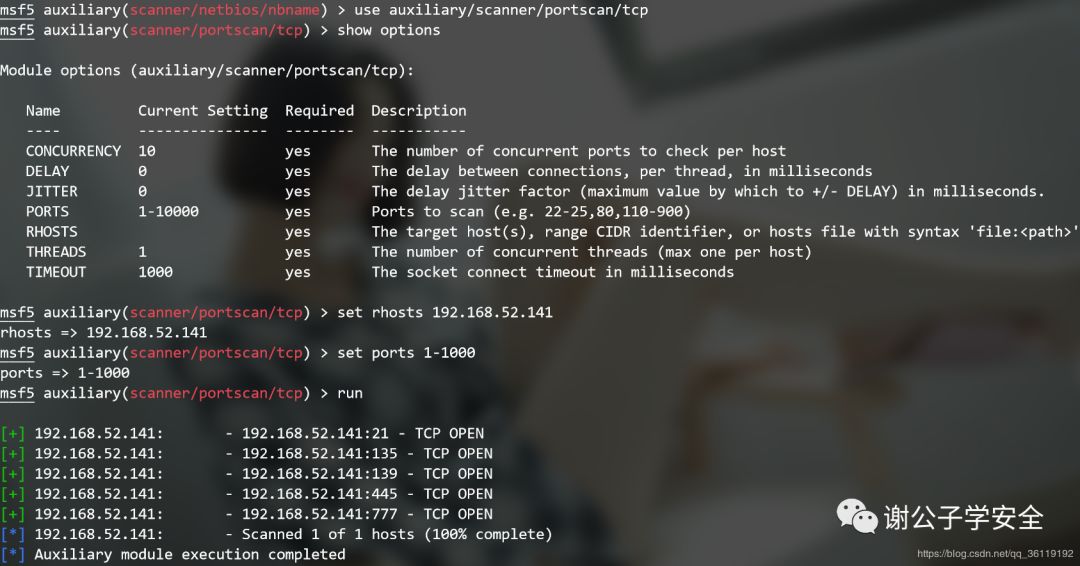 msf5 auxiliary(scanner/netbios/nbname) > use auxiliary/scanner/portscan/tcp
msf5 auxiliary(scanner/portscan/tcp) > show options
Module options (auxiliary/scanner/portscan/tcp):
Name Current Setting Required Description
---- --------------- -------- -----------
CONCURRENCY 10 yes The number of concurrent ports to check per host
DELAY 0 yes The delay between connections, per thread, in milliseconds
JITTER 0 yes The delay jitter factor (maximum value by which to +/- DELAY) in milliseconds.
PORTS 1-10000 yes Ports to scan (e.g. 22-25,80,110-900)
RHOSTS yes The target host(s), range CIDR identifier, or hosts file with syntax 'file:<path>'
THREADS 1 yes The number of concurrent threads (max one per host)
TIMEOUT 1000 yes The socket connect timeout in milliseconds
msf5 auxiliary(scanner/portscan/tcp) > set rhosts 192.168.52.141
rhosts => 192.168.52.141
msf5 auxiliary(scanner/portscan/tcp) > set ports 1-1000
ports => 1-1000
msf5 auxiliary(scanner/portscan/tcp) > run
[+] 192.168.52.141: - 192.168.52.141:21 - TCP OPEN
[+] 192.168.52.141: - 192.168.52.141:135 - TCP OPEN
[+] 192.168.52.141: - 192.168.52.141:139 - TCP OPEN
[+] 192.168.52.141: - 192.168.52.141:445 - TCP OPEN
[+] 192.168.52.141: - 192.168.52.141:777 - TCP OPEN
[*] 192.168.52.141: - Scanned 1 of 1 hosts (100% complete)
[*] Auxiliary module execution completed
谢公子学安全
https://blog.csdn.net/qq_36119192